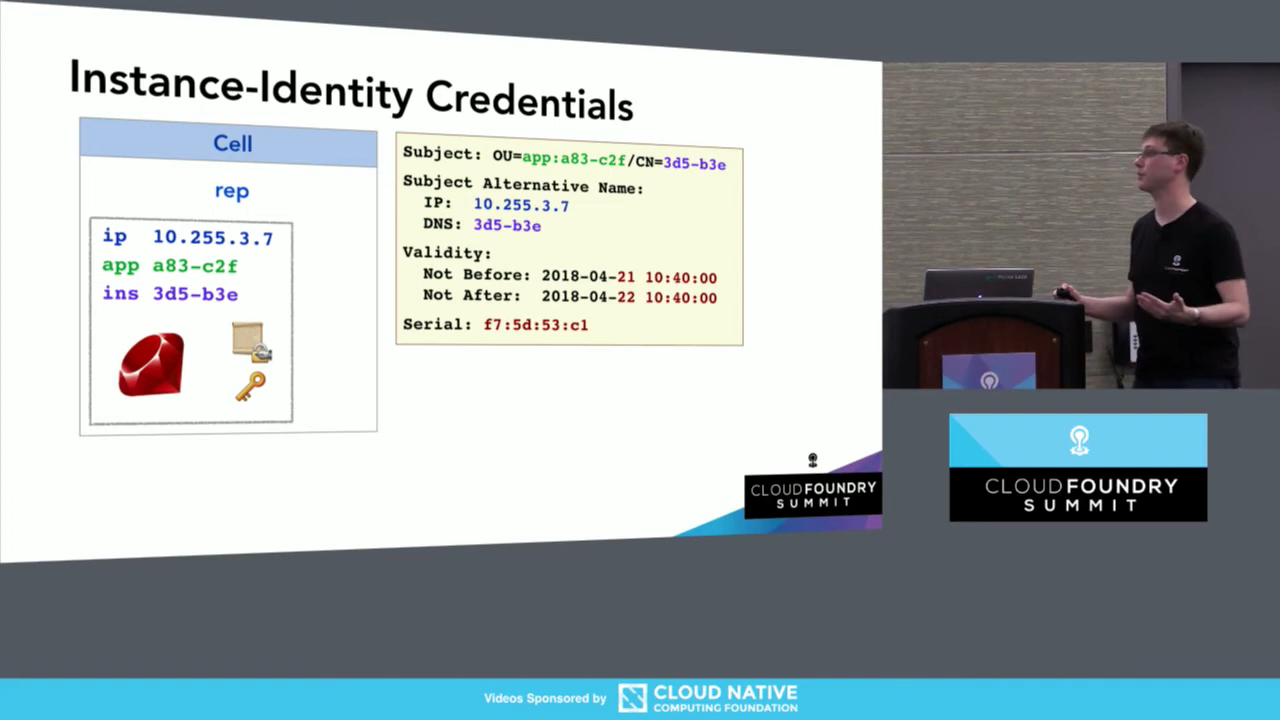 Instance-Identity Credentials
Cell
rep
ip 10.255.3.7
app a83-c2f
ins 3d5-b3e
Subject: OU=app:a83-c2f/CN=3d5-b3e
Subject Alternative Name:
IP: 10.255.3.7
DNS: 3d5-b3e
Validity:
Not Before: 2018-04-21 10:40:00
Not After: 2018-04-22 10:40:00
Serial: f7:5d:53:c1
CLOUDFOUNDRY
SUMMIT
CLOUDFOUNDRY
SUMMIT
Videos Sponsored by
CLOUD NATIVE
COMPUTING FOUNDATION